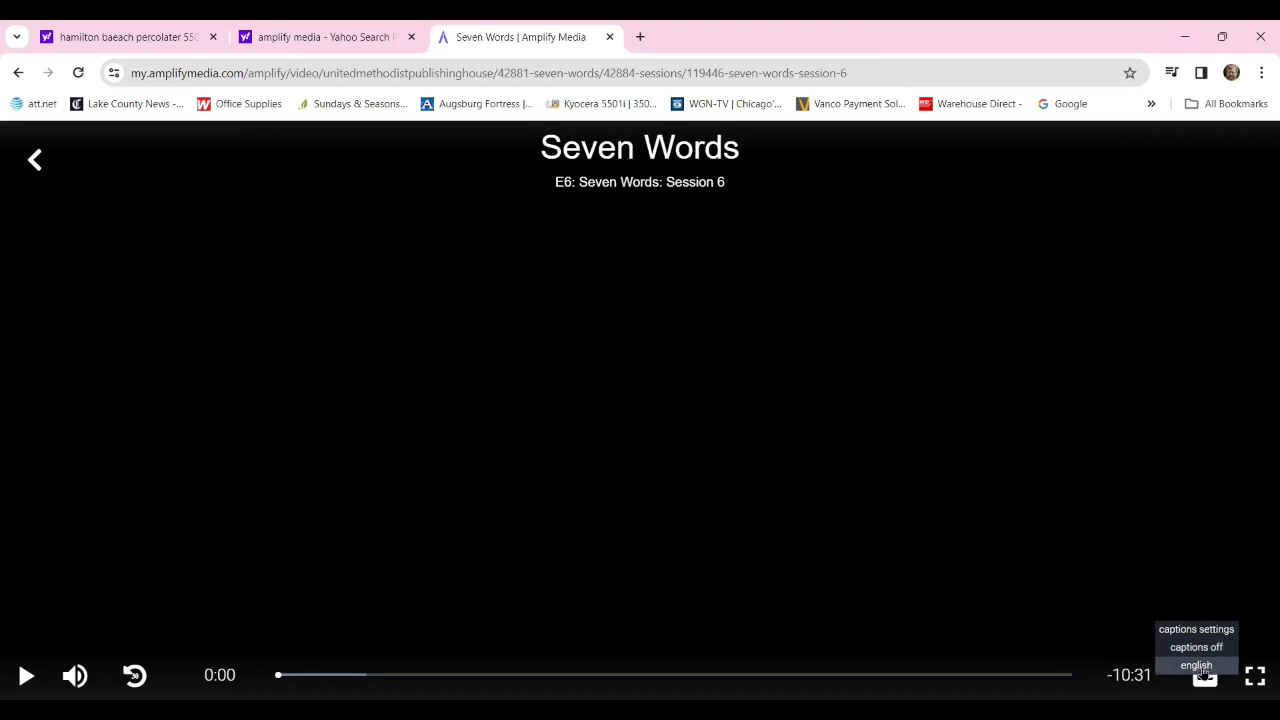 hamilton baeach percolater 550
amplify media - Yahoo Search R
Seven Words | Amplify Media
my.amplifymedia.com/amplify/video/unitedmethodistpublishinghouse/42881-seven-words/42884-sessions/119446-seven-words-session-6
att.net
Lake County News -...
Office Supplies
Sundays & Seasons...
Augsburg Fortress |...
Kyocera 5501i | 350...
WGN-TV | Chicago'...
Vanco Payment Sol...
Warehouse Direct -
Google
All Bookmarks
Seven Words
E6: Seven Words: Session 6
captions settings
captions off
english
30
0:00
-10:31